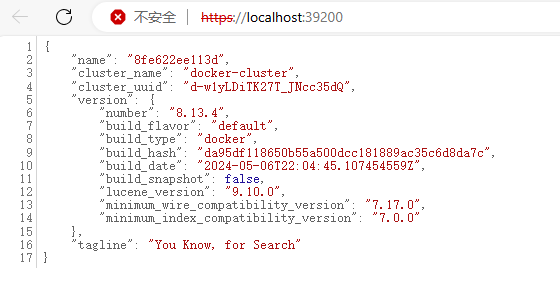 不安全 https://localhost:39200
1 {
2 "name": "8fe622ee113d",
3 "cluster_name": "docker-cluster",
4 "cluster_uuid": "d-w1yLDiTK27T_JNcc35dQ",
5 "version": {
6 "number": "8.13.4",
7 "build_flavor": "default",
8 "build_type": "docker",
9 "build_hash": "da95df118650b55a500dcc181889ac35c6d8da7c",
10 "build_date": "2024-05-06T22:04:45.107454559Z",
11 "build_snapshot": false,
12 "lucene_version": "9.10.0",
13 "minimum_wire_compatibility_version": "7.17.0",
14 "minimum_index_compatibility_version": "7.0.0"
15 },
16 "tagline": "You Know, for Search"
17 }